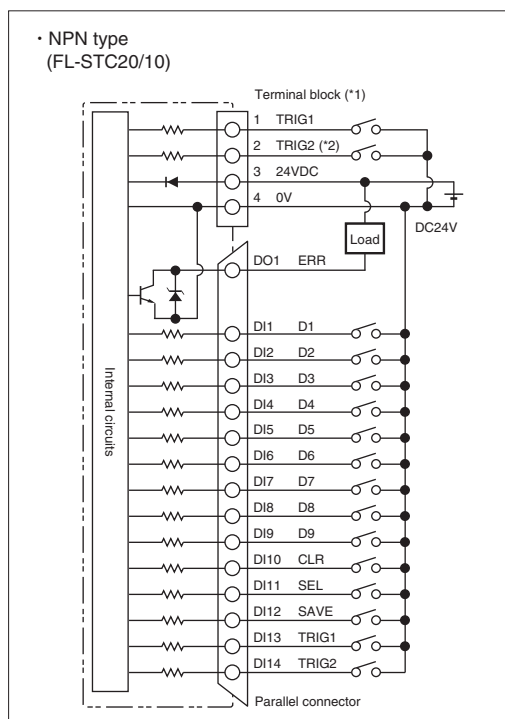 ・NPN type
(FL-STC20/10)
Terminal block (*1)
1 TRIG1
2 TRIG2 (*2)
3 24VDC
4 0V
DC24V
Load
DO1 ERR
DI1 D1
DI2 D2
DI3 D3
DI4 D4
DI5 D5
DI6 D6
DI7 D7
DI8 D8
DI9 D9
DI10 CLR
DI11 SEL
DI12 SAVE
DI13 TRIG1
DI14 TRIG2
Internal circuits
Parallel connector